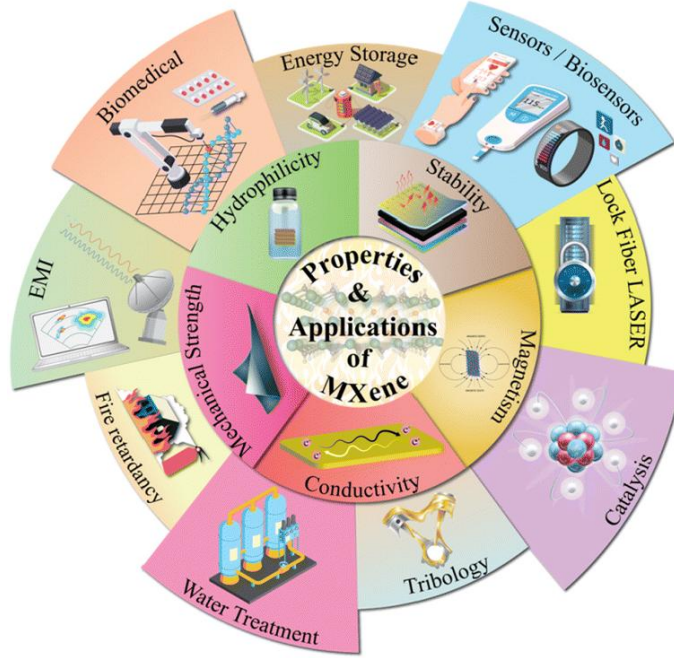 Properties
&
Applications
of
MXene
Hydrophilicity
Stability
Magnetism
Conductivity
Mechanical Strength
Biomedical
Energy Storage
Sensors / Biosensors
Lock Fiber LASER
Catalysis
Tribology
Water Treatment
Fire retardancy
EMI